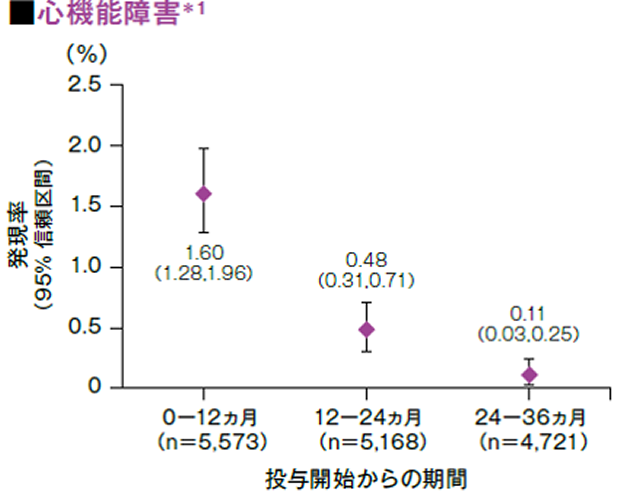 ■心機能障害*1
(%)
2.5
2.0
1.5
1.0
0.5
0
発現率
(95% 信頼区間)
1.60
(1.28,1.96)
0.48
(0.31,0.71)
0.11
(0.03,0.25)
0−12ヵ月
(n=5,573)
12−24ヵ月
(n=5,168)
24−36ヵ月
(n=4,721)
投与開始からの期間